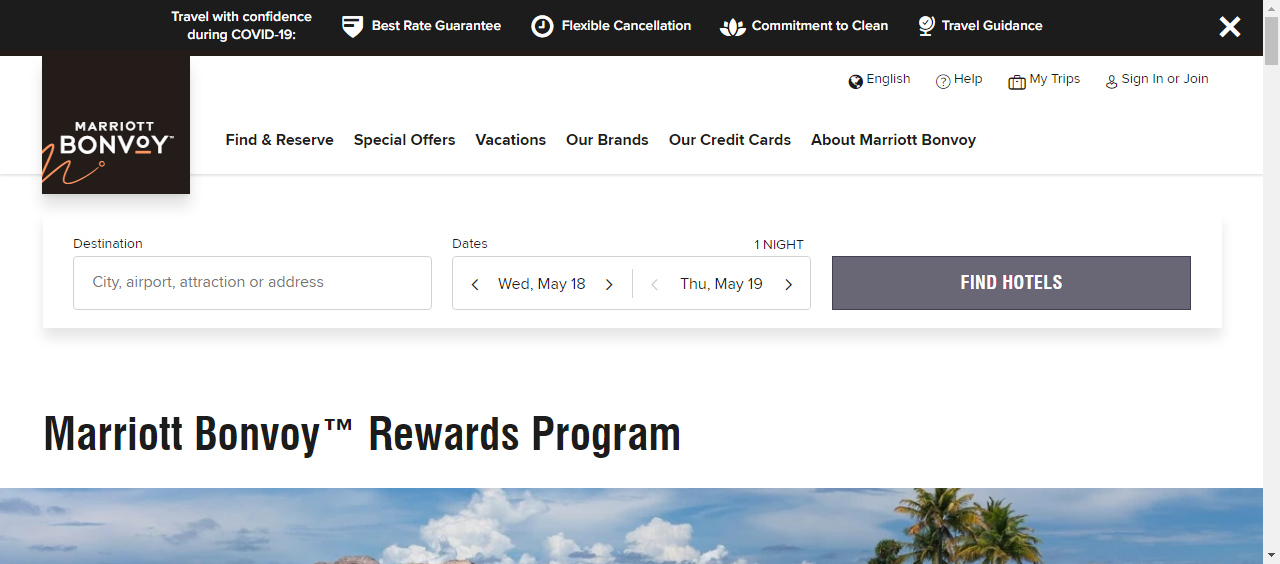 Travel with confidence
during COVID-19:
Best Rate Guarantee
Flexible Cancellation
Commitment to Clean
Travel Guidance
English
Help
My Trips
Sign In or Join
MARRIOTT
BONVOY™
Find & Reserve
Special Offers
Vacations
Our Brands
Our Credit Cards
About Marriott Bonvoy
Destination
Dates
1 NIGHT
City, airport, attraction or address
Wed, May 18
Thu, May 19
FIND HOTELS
Marriott Bonvoy™ Rewards Program